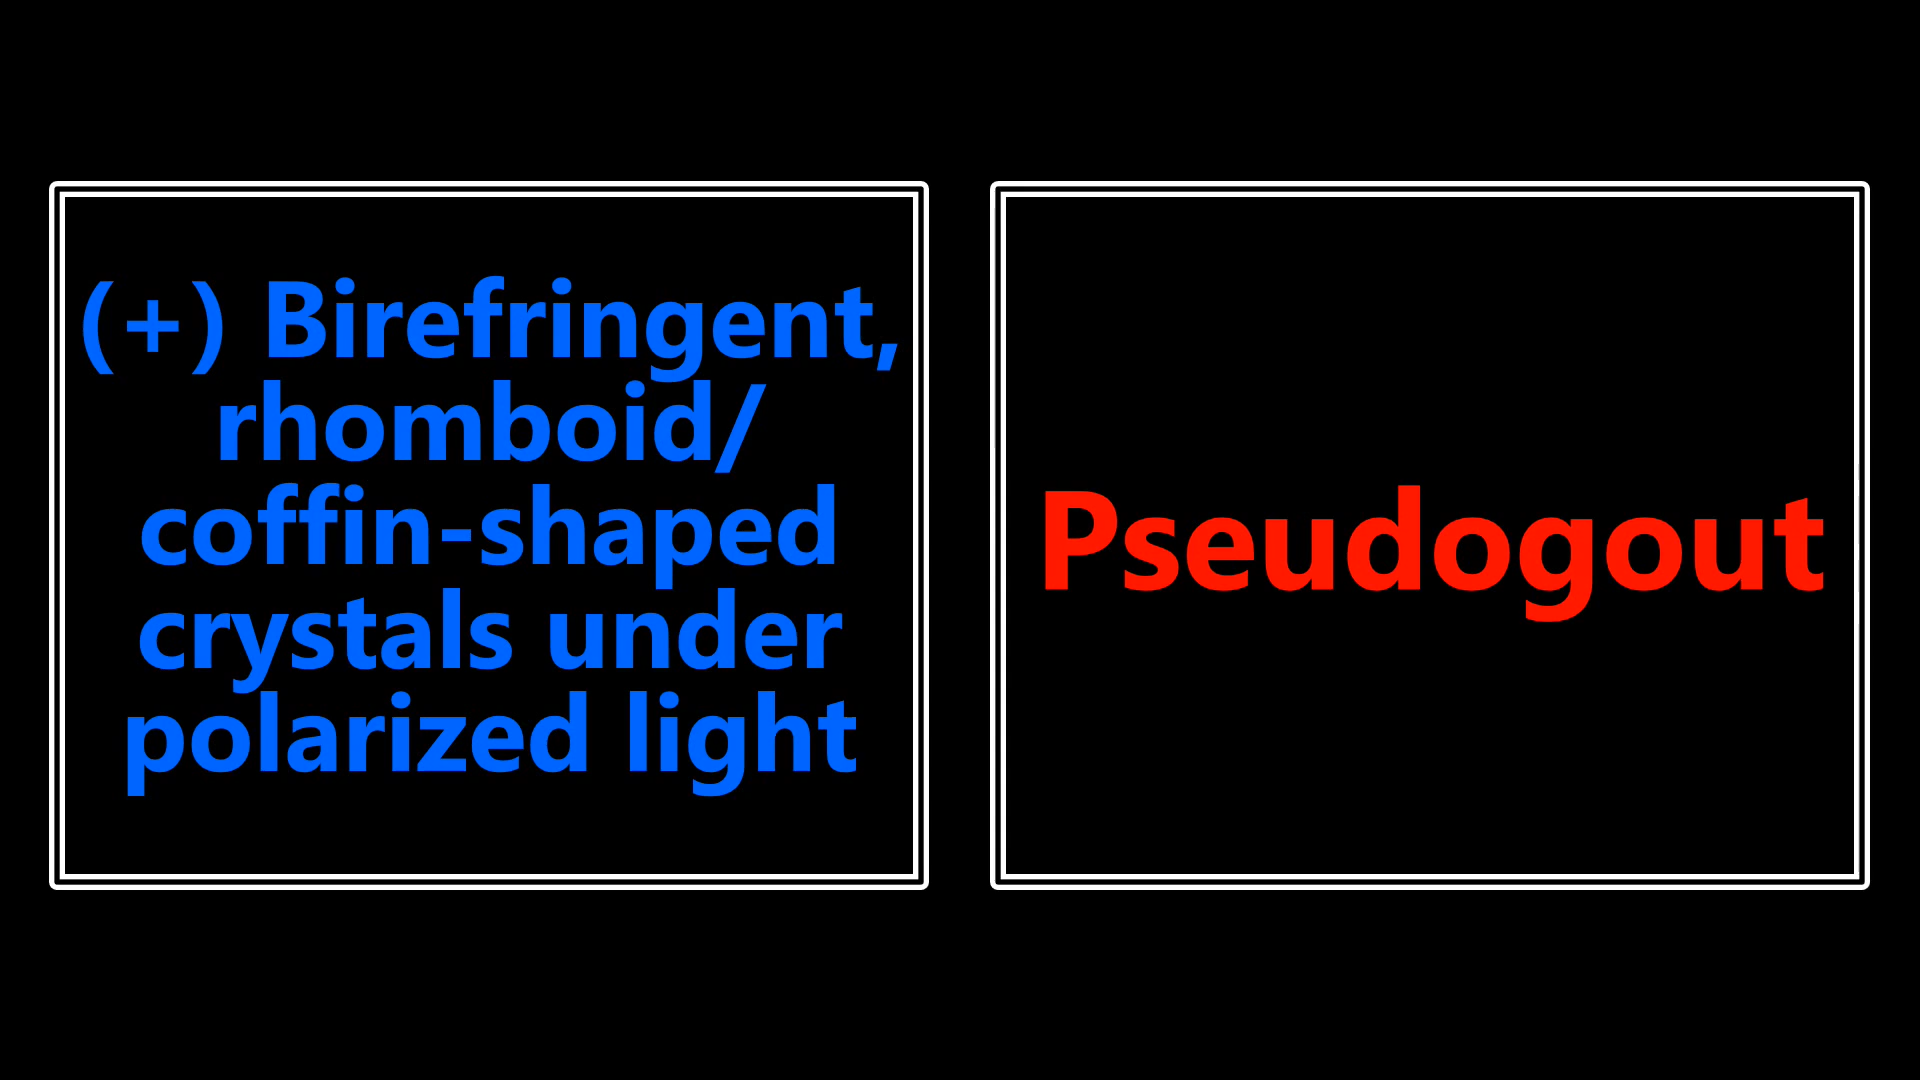 (+) Birefringent,
rhomboid/
coffin-shaped
crystals under
polarized light
Pseudogout